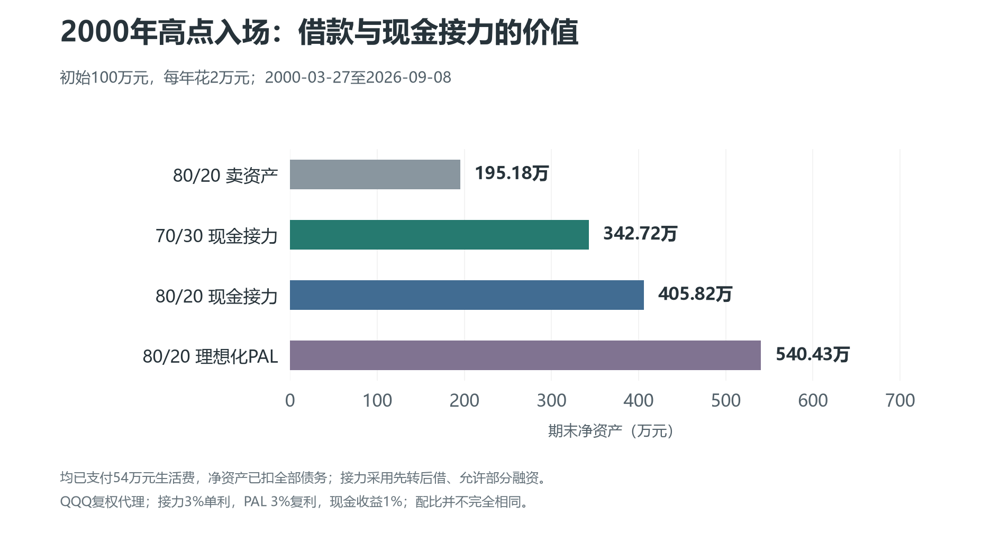 2000年高点入场：借款与现金接力的价值
初始100万元，每年花2万元；2000-03-27至2026-09-08
80/20 卖资产
195.18万
70/30 现金接力
342.72万
80/20 现金接力
405.82万
80/20 理想化PAL
540.43万
0 100 200 300 400 500 600 700
期末净资产（万元）
均已支付54万元生活费，净资产已扣全部债务；接力采用先转后借、允许部分融资。
QQQ复权代理；接力3%单利，PAL 3%复利，现金收益1%；配比并不完全相同。